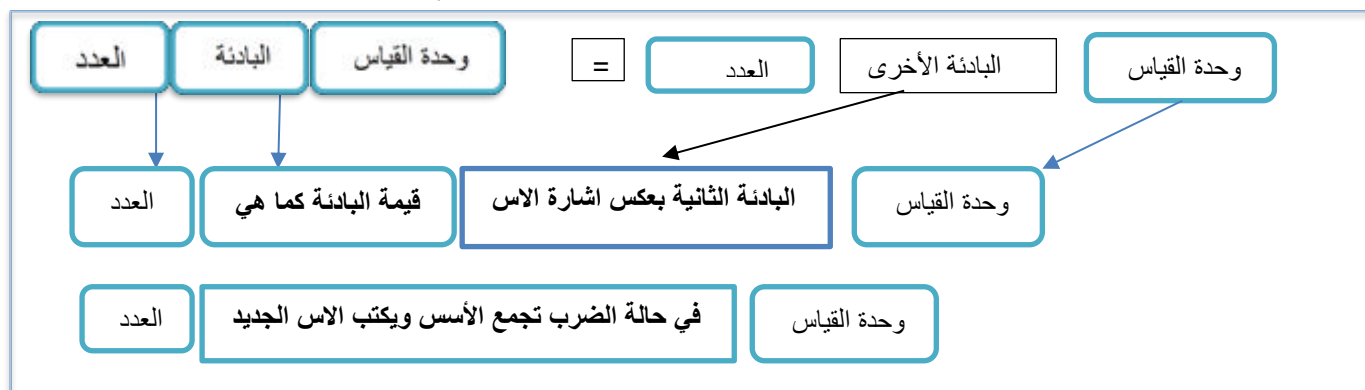 العدد البادئة وحدة القياس = العدد البادئة الأخرى وحدة القياس
العدد قيمة البادئة كما هي البادئة الثانية بعكس اشارة الاس وحدة القياس
العدد في حالة الضرب تجمع الأسس ويكتب الاس الجديد وحدة القياس